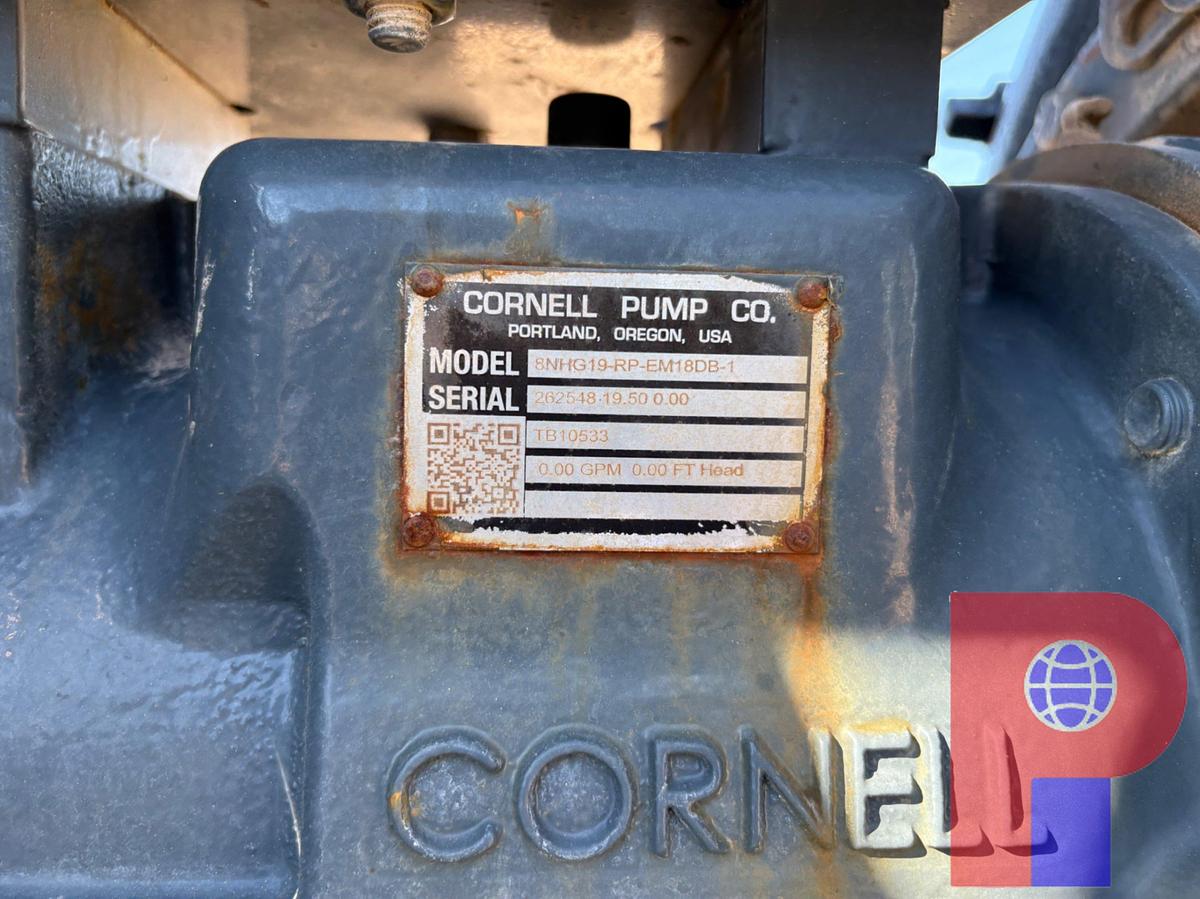 CORNELL PUMP CO.
PORTLAND, OREGON, USA
MODEL 8NHG19-RP-EM18DB-1
SERIAL 262548 19.50 0.00
TB10533
0.00 GPM 0.00 FT Head
CORNELL